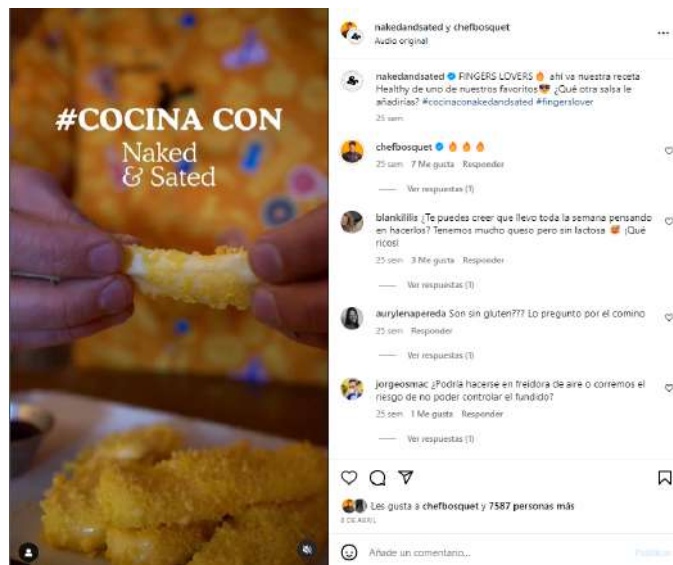 #COCINA CON
Naked
& Sated
nakedandsated y chefbosquet
Audio original
nakedandsated FINGERS LOVERS🔥 ahí va nuestra receta
Healthy de uno de nuestros favoritos😎 ¿Qué otra salsa le
añadirías? #cocinaconakedandsated #fingerslover
25 sem
chefbosquet 🔥 🔥 🔥
25 sem 7 Me gusta Responder
Ver respuestas (1)
blankililis ¿Te puedes creer que llevo toda la semana pensando
en hacerlos? Tenemos mucho queso pero sin lactosa 🥵 ¡Qué
ricos!
25 sem 3 Me gusta Responder
Ver respuestas (1)
aurylenapereda Son sin gluten??? Lo pregunto por el comino
25 sem Responder
Ver respuestas (1)
jorgeosmac ¿Podría hacerse en freidora de aire o corremos el
riesgo de no poder controlar el fundido?
25 sem 1 Me gusta Responder
Ver respuestas (1)
Les gusta a chefbosquet y 7587 personas más
8 DE ABRIL
Añade un comentario...
Publicar